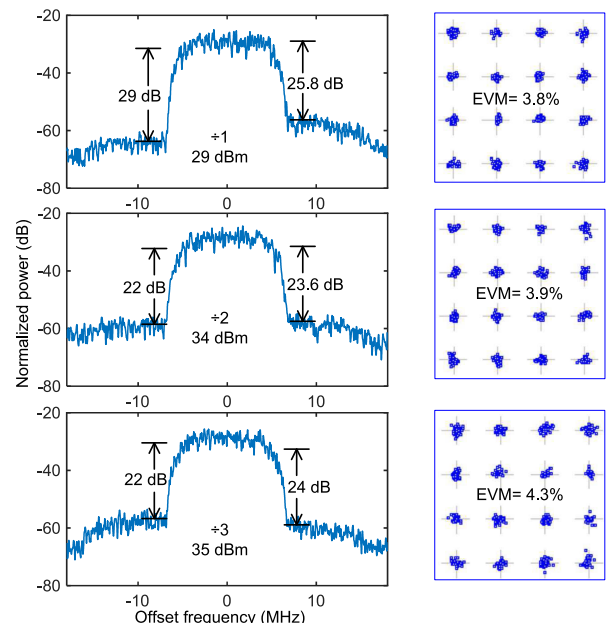 -20
-40
-60
-80
29 dB
25.8 dB
÷1
29 dBm
-10
0
10
EVM= 3.8%
Normalized power (dB)
-20
-40
-60
-80
22 dB
23.6 dB
÷2
34 dBm
-10
0
10
EVM= 3.9%
-20
-40
-60
-80
22 dB
24 dB
÷3
35 dBm
-10
0
10
Offset frequency (MHz)
EVM= 4.3%